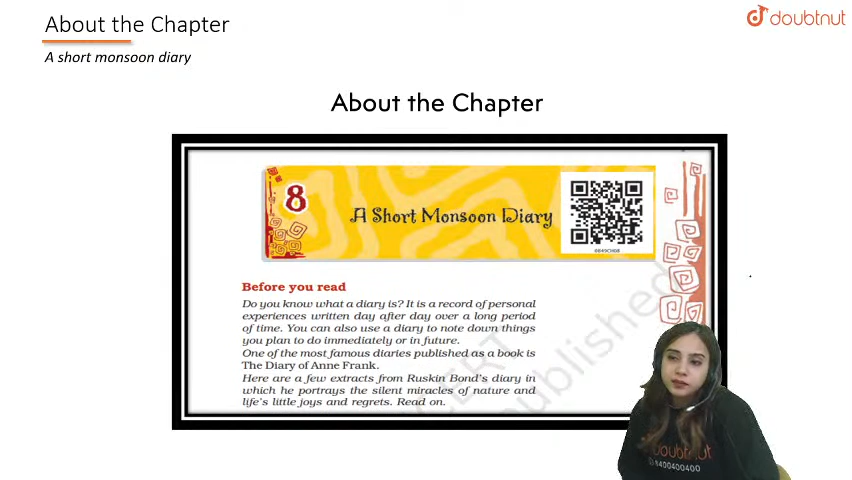 About the Chapter
doubtnut
A short monsoon diary
About the Chapter
8
A Short Monsoon Diary
0849CH08
Before you read
Do you know what a diary is? It is a record of personal
experiences written day after day over a long period
of time. You can also use a diary to note down things
you plan to do immediately or in future.
One of the most famous diaries published as a book is
The Diary of Anne Frank.
Here are a few extracts from Ruskin Bond's diary in
which he portrays the silent miracles of nature and
life's little joys and regrets. Read on.
published
doubtnut
8400400400